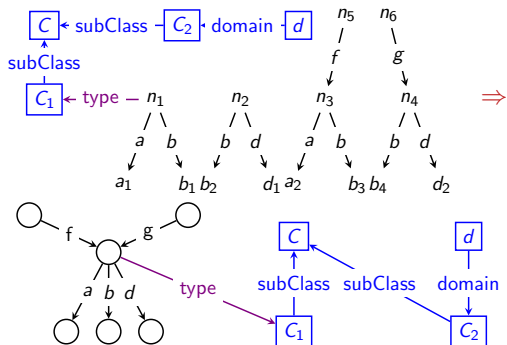 n5 n6
C subClass C2 domain d
f g
subClass
C1 type n1 n2 n3 n4 ⇒
a b b d a b b d
a1 b1 b2 d1 a2 b3 b4 d2
f g C d
a b d type subClass subClass domain
C1 C2